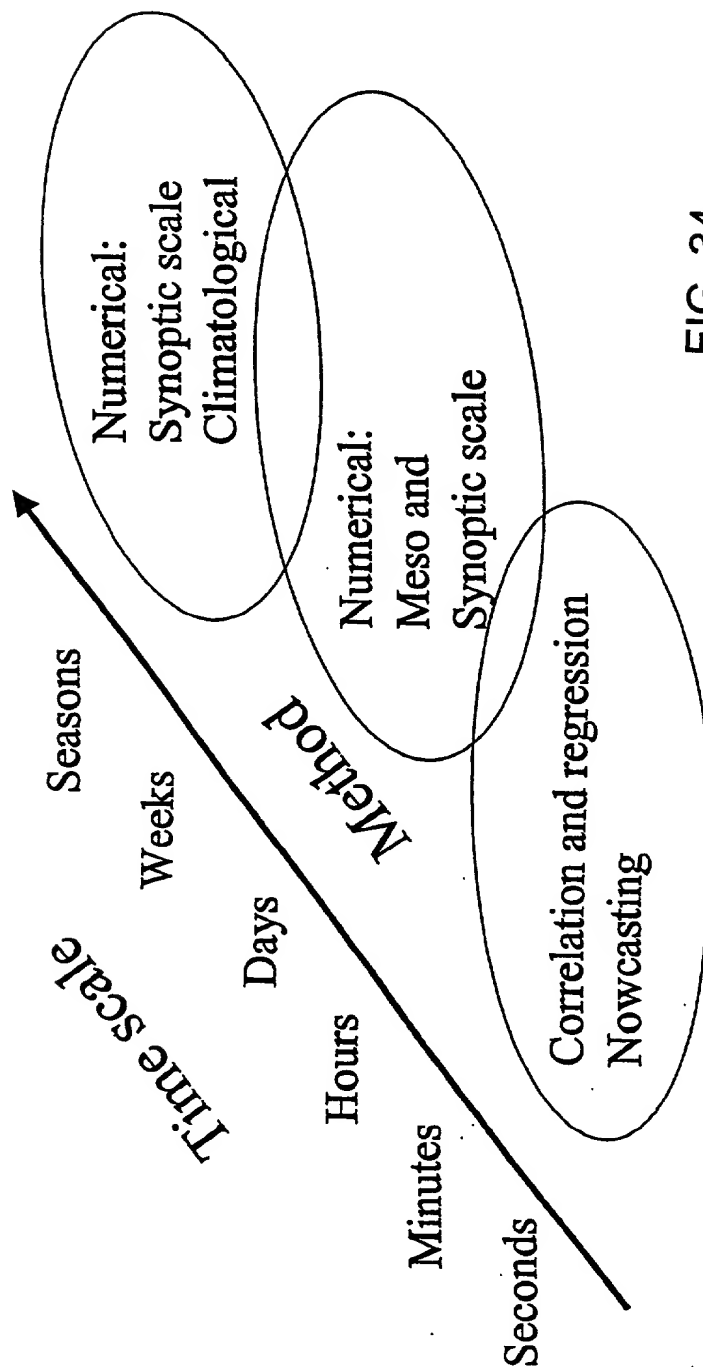 Time scale
Seasons
Weeks
Days
Hours
Minutes
Seconds
Method
Numerical:
Synoptic scale
Climatological
Numerical:
Meso and
Synoptic scale
Correlation and regression
Nowcasting